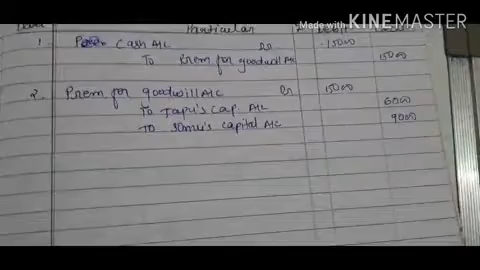 Made with KINEMASTER
Particular
1. Cash A/c Dr 15000
To Prem for goodwill A/c 15000
2. Prem for goodwill A/c Dr 15000
To Tapu's Cap. A/c 6000
To Sonu's Capital A/c 9000